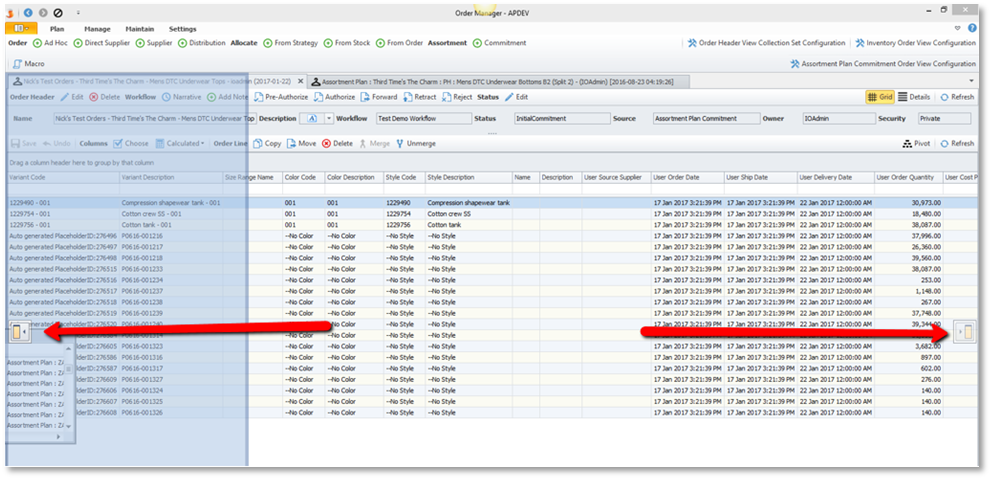 Order Manager - APDEV
Plan Manage Maintain Settings
Order Ad Hoc Direct Supplier Supplier Distribution Allocate From Strategy From Stock From Order Assortment Commitment Order Header View Collection Set Configuration Inventory Order View Configuration
Macro Assortment Plan Commitment Order View Configuration
Nick's Test Orders - Third Time's The Charm - Mens DTC Underwear Tops - ioadmin (2017-01-22) Assortment Plan : Third Time's The Charm : PH : Mens DTC Underwear Bottoms B2 (Split 2) - (IOAdmin) [2016-08-23 04:19:26]
Order Header Edit Delete Workflow Narrative Add Note Pre-Authorize Authorize Forward Retract Reject Status Edit Grid Details Refresh
Name Nick's Test Orders - Third Time's The Charm - Mens DTC Underwear Tops Description A Workflow Test Demo Workflow Status InitialCommitment Source Assortment Plan Commitment Owner IOAdmin Security Private
Save Undo Columns Choose Calculated Order Line Copy Move Delete Merge Unmerge Pivot Refresh
Drag a column header here to group by that column
Variant Code Variant Description Size Range Name Color Code Color Description Style Code Style Description Name Description User Source Supplier User Order Date User Ship Date User Delivery Date User Order Quantity User Cost P
1229490 - 001 Compression shapewear tank - 001 001 001 1229490 Compression shapewear tank 17 Jan 2017 3:21:39 PM 17 Jan 2017 3:21:39 PM 22 Jan 2017 12:00:00 AM 30,973.00
1229754 - 001 Cotton crew SS - 001 001 001 1229754 Cotton crew SS 17 Jan 2017 3:21:39 PM 17 Jan 2017 3:21:39 PM 22 Jan 2017 12:00:00 AM 18,480.00
1229756 - 001 Cotton tank - 001 001 001 1229756 Cotton tank 17 Jan 2017 3:21:39 PM 17 Jan 2017 3:21:39 PM 22 Jan 2017 12:00:00 AM 38,087.00
Auto generated PlaceholderID:276496 P0616-001216 --No Color --No Color --No Style --No Style 17 Jan 2017 3:21:39 PM 17 Jan 2017 3:21:39 PM 22 Jan 2017 12:00:00 AM 37,996.00
Auto generated PlaceholderID:276497 P0616-001217 --No Color --No Color --No Style --No Style 17 Jan 2017 3:21:39 PM 17 Jan 2017 3:21:39 PM 22 Jan 2017 12:00:00 AM 26,360.00
Auto generated PlaceholderID:276498 P0616-001218 --No Color --No Color --No Style --No Style 17 Jan 2017 3:21:39 PM 17 Jan 2017 3:21:39 PM 22 Jan 2017 12:00:00 AM 39,560.00
Auto generated PlaceholderID:276515 P0616-001233 --No Color --No Color --No Style --No Style 17 Jan 2017 3:21:39 PM 17 Jan 2017 3:21:39 PM 22 Jan 2017 12:00:00 AM 38,087.00
Auto generated PlaceholderID:276516 P0616-001234 --No Color --No Color --No Style --No Style 17 Jan 2017 3:21:39 PM 17 Jan 2017 3:21:39 PM 22 Jan 2017 12:00:00 AM 253.00
Auto generated PlaceholderID:276517 P0616-001237 --No Color --No Color --No Style --No Style 17 Jan 2017 3:21:39 PM 17 Jan 2017 3:21:39 PM 22 Jan 2017 12:00:00 AM 1,148.00
Auto generated PlaceholderID:276518 P0616-001238 --No Color --No Color --No Style --No Style 17 Jan 2017 3:21:39 PM 17 Jan 2017 3:21:39 PM 22 Jan 2017 12:00:00 AM 267.00
Auto generated PlaceholderID:276519 P0616-001239 --No Color --No Color --No Style --No Style 17 Jan 2017 3:21:39 PM 17 Jan 2017 3:21:39 PM 22 Jan 2017 12:00:00 AM 37,748.00
generated PlaceholderID:276520 --No Color --No Style --No Style 17 Jan 2017 3:21:39 PM 17 Jan 2017 3:21:39 PM 22 Jan 2017 12:00:00 AM
--No Color --No Color --No Style --No Style
derID:276605 P0616-001323 --No Color --No Color --No Style --No Style 17 Jan 2017 3:21:39 PM 17 Jan 2017 3:21:39 PM 22 Jan 2017 12:00:00 AM 3,682.00
Assortment Plan : ZA derID:276586 P0616-001316 --No Color --No Color --No Style --No Style 17 Jan 2017 3:21:39 PM 17 Jan 2017 3:21:39 PM 22 Jan 2017 12:00:00 AM 897.00
Assortment Plan : ZA derID:276587 P0616-001317 --No Color --No Color --No Style --No Style 17 Jan 2017 3:21:39 PM 17 Jan 2017 3:21:39 PM 22 Jan 2017 12:00:00 AM 602.00
Assortment Plan : ZA derID:276609 P0616-001327 --No Color --No Color --No Style --No Style 17 Jan 2017 3:21:39 PM 17 Jan 2017 3:21:39 PM 22 Jan 2017 12:00:00 AM 276.00
Assortment Plan : ZA derID:276606 P0616-001324 --No Color --No Color --No Style --No Style 17 Jan 2017 3:21:39 PM 17 Jan 2017 3:21:39 PM 22 Jan 2017 12:00:00 AM 140.00
Assortment Plan : ZA derID:276607 P0616-001325 --No Color --No Color --No Style --No Style 17 Jan 2017 3:21:39 PM 17 Jan 2017 3:21:39 PM 22 Jan 2017 12:00:00 AM 140.00
Assortment Plan : ZA derID:276608 P0616-001326 --No Color --No Color --No Style --No Style 17 Jan 2017 3:21:39 PM 17 Jan 2017 3:21:39 PM 22 Jan 2017 12:00:00 AM 140.00